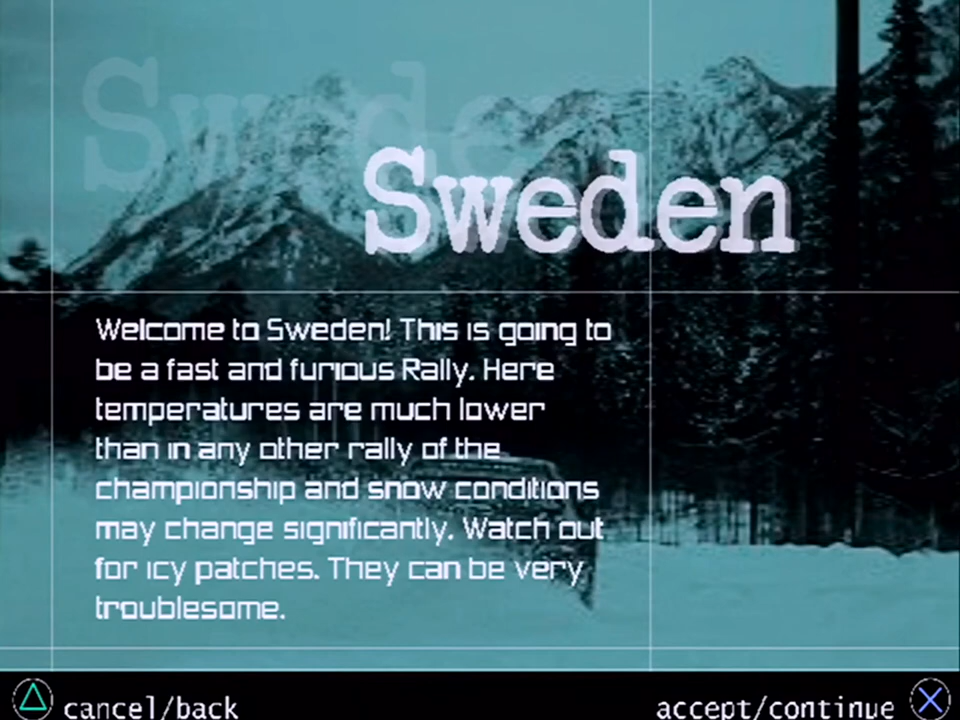 Sweden
Sweden
Welcome to Sweden! This is going to
be a fast and furious Rally. Here
temperatures are much lower
than in any other rally of the
championship and snow conditions
may change significantly. Watch out
for icy patches. They can be very
troublesome.
cancel/back
accept/continue